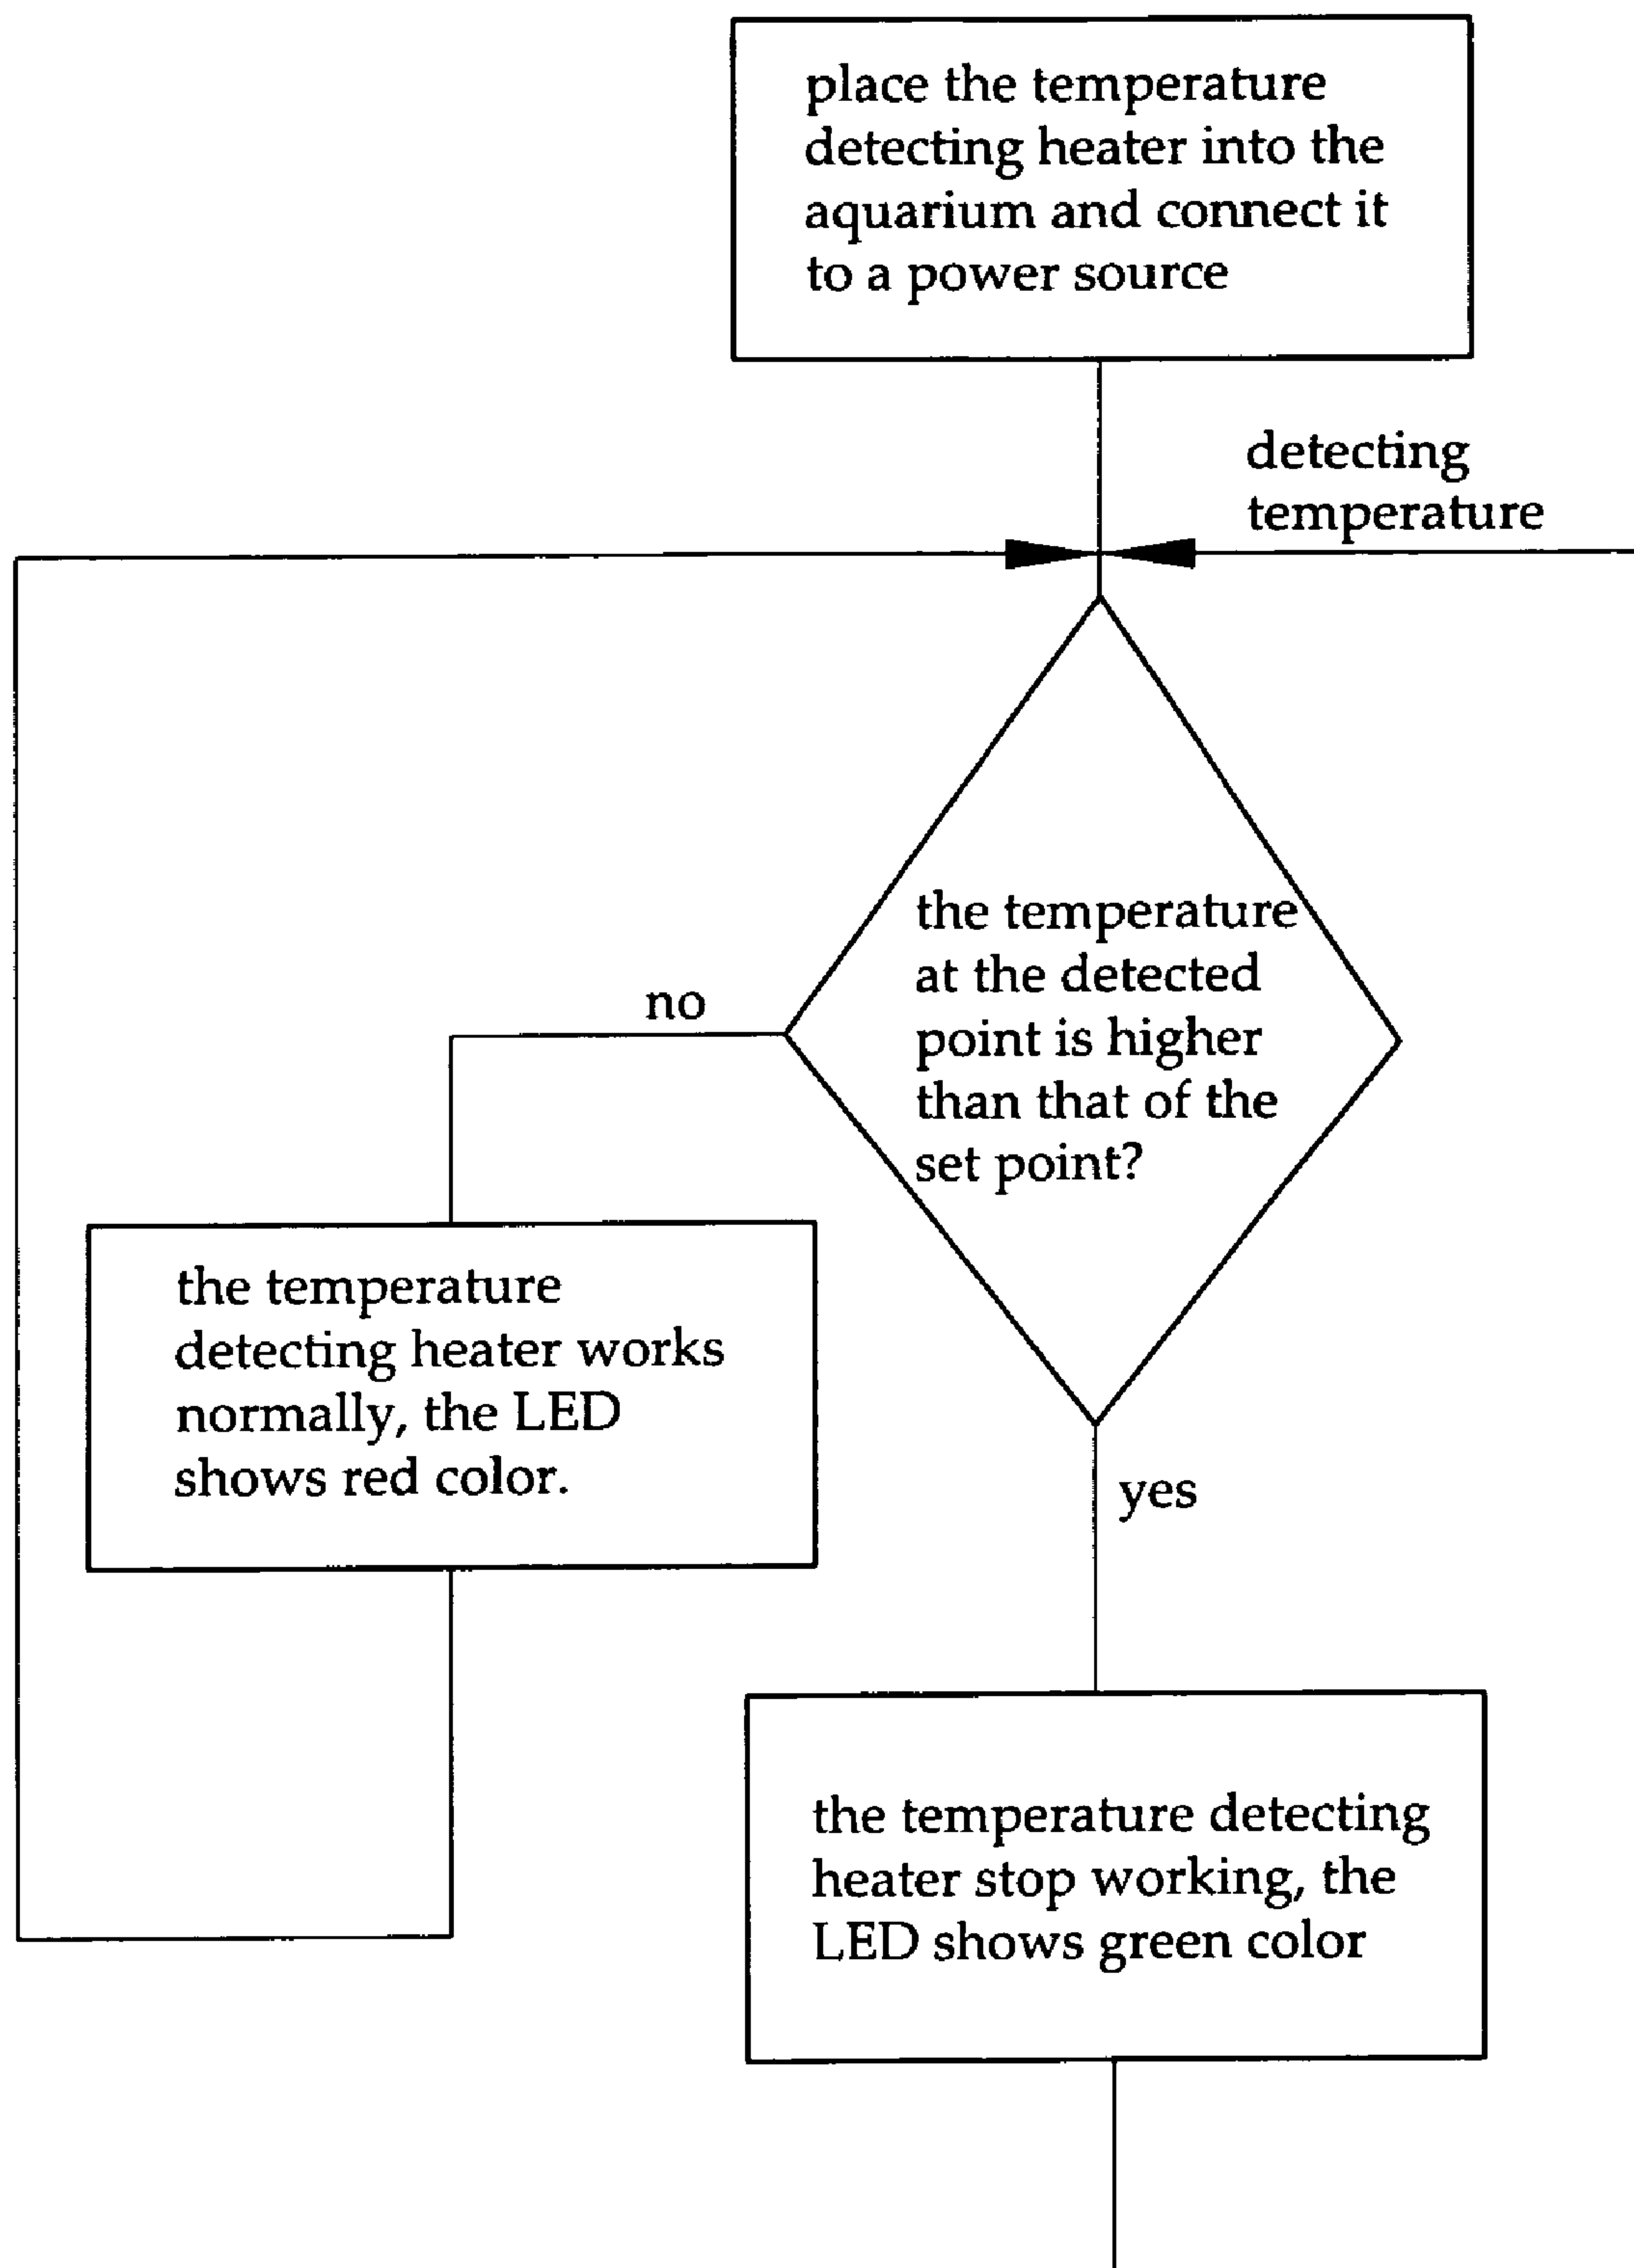 place the temperature
detecting heater into the
aquarium and connect it
to a power source
detecting
temperature
the temperature
at the detected
point is higher
than that of the
set point?
no
the temperature
detecting heater works
normally, the LED
shows red color.
yes
the temperature detecting
heater stop working, the
LED shows green color